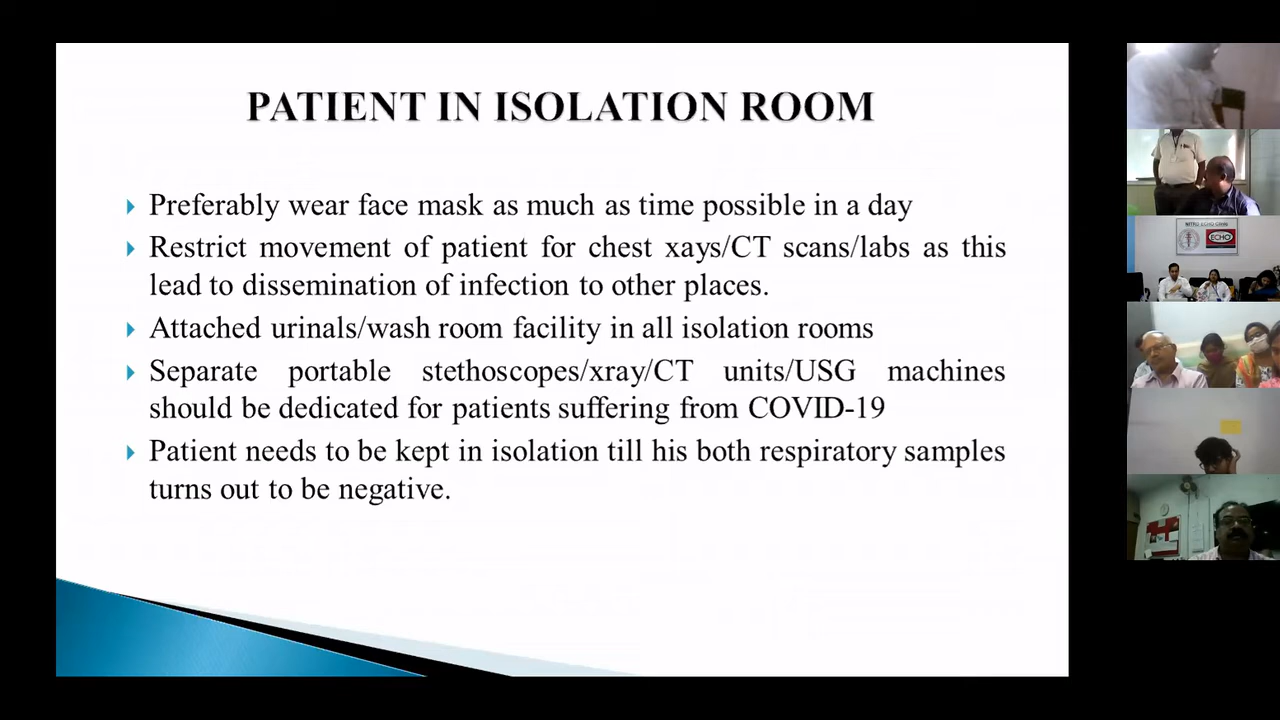 PATIENT IN ISOLATION ROOM
Preferably wear face mask as much as time possible in a day
Restrict movement of patient for chest xays/CT scans/labs as this
lead to dissemination of infection to other places.
Attached urinals/wash room facility in all isolation rooms
Separate portable stethoscopes/xray/CT units/USG machines
should be dedicated for patients suffering from COVID-19
Patient needs to be kept in isolation till his both respiratory samples
turns out to be negative.
ECHO